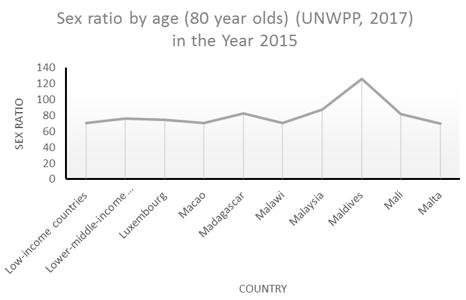 Sex ratio by age (80 year olds) (UNWPP, 2017)
in the Year 2015
SEX RATIO
140
120
100
80
60
40
20
0
Low-income countries
Lower-middle-income...
Luxembourg
Macao
Madagascar
Malawi
Malaysia
Maldives
Mali
Malta
COUNTRY